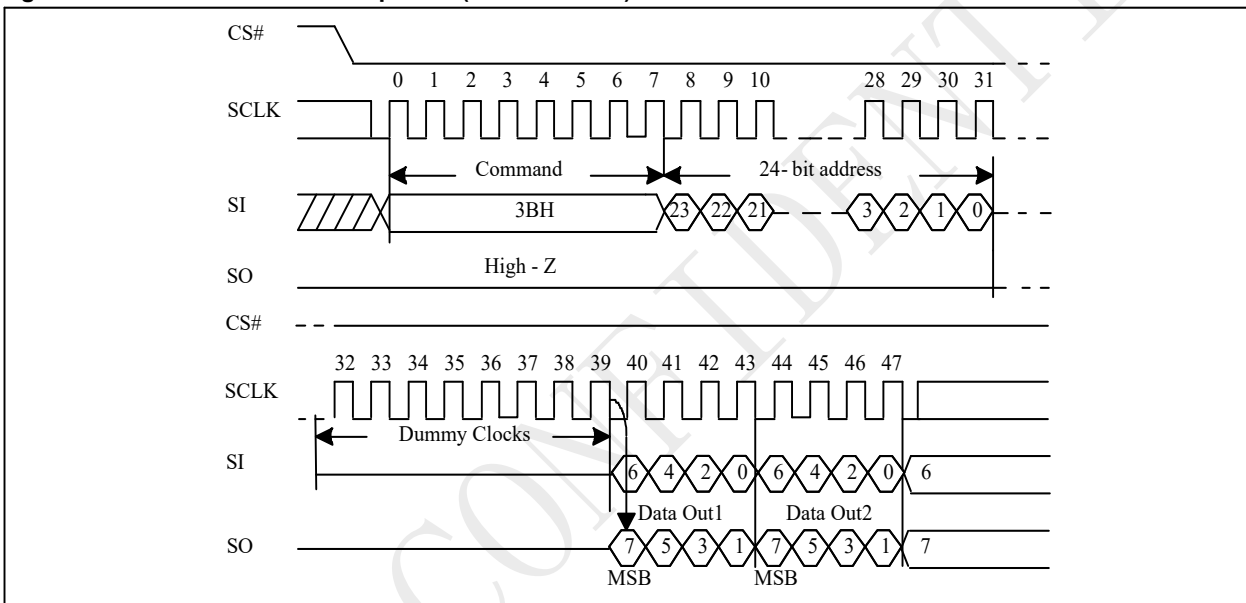 CS#
0 1 2 3 4 5 6 7 8 9 10 28 29 30 31
SCLK
Command 24- bit address
SI 3BH 23 22 21 3 2 1 0
High - Z
SO
CS#
32 33 34 35 36 37 38 39 40 41 42 43 44 45 46 47
SCLK
Dummy Clocks
SI 6 4 2 0 6 4 2 0 6
Data Out1 Data Out2
SO 7 5 3 1 7 5 3 1 7
MSB MSB